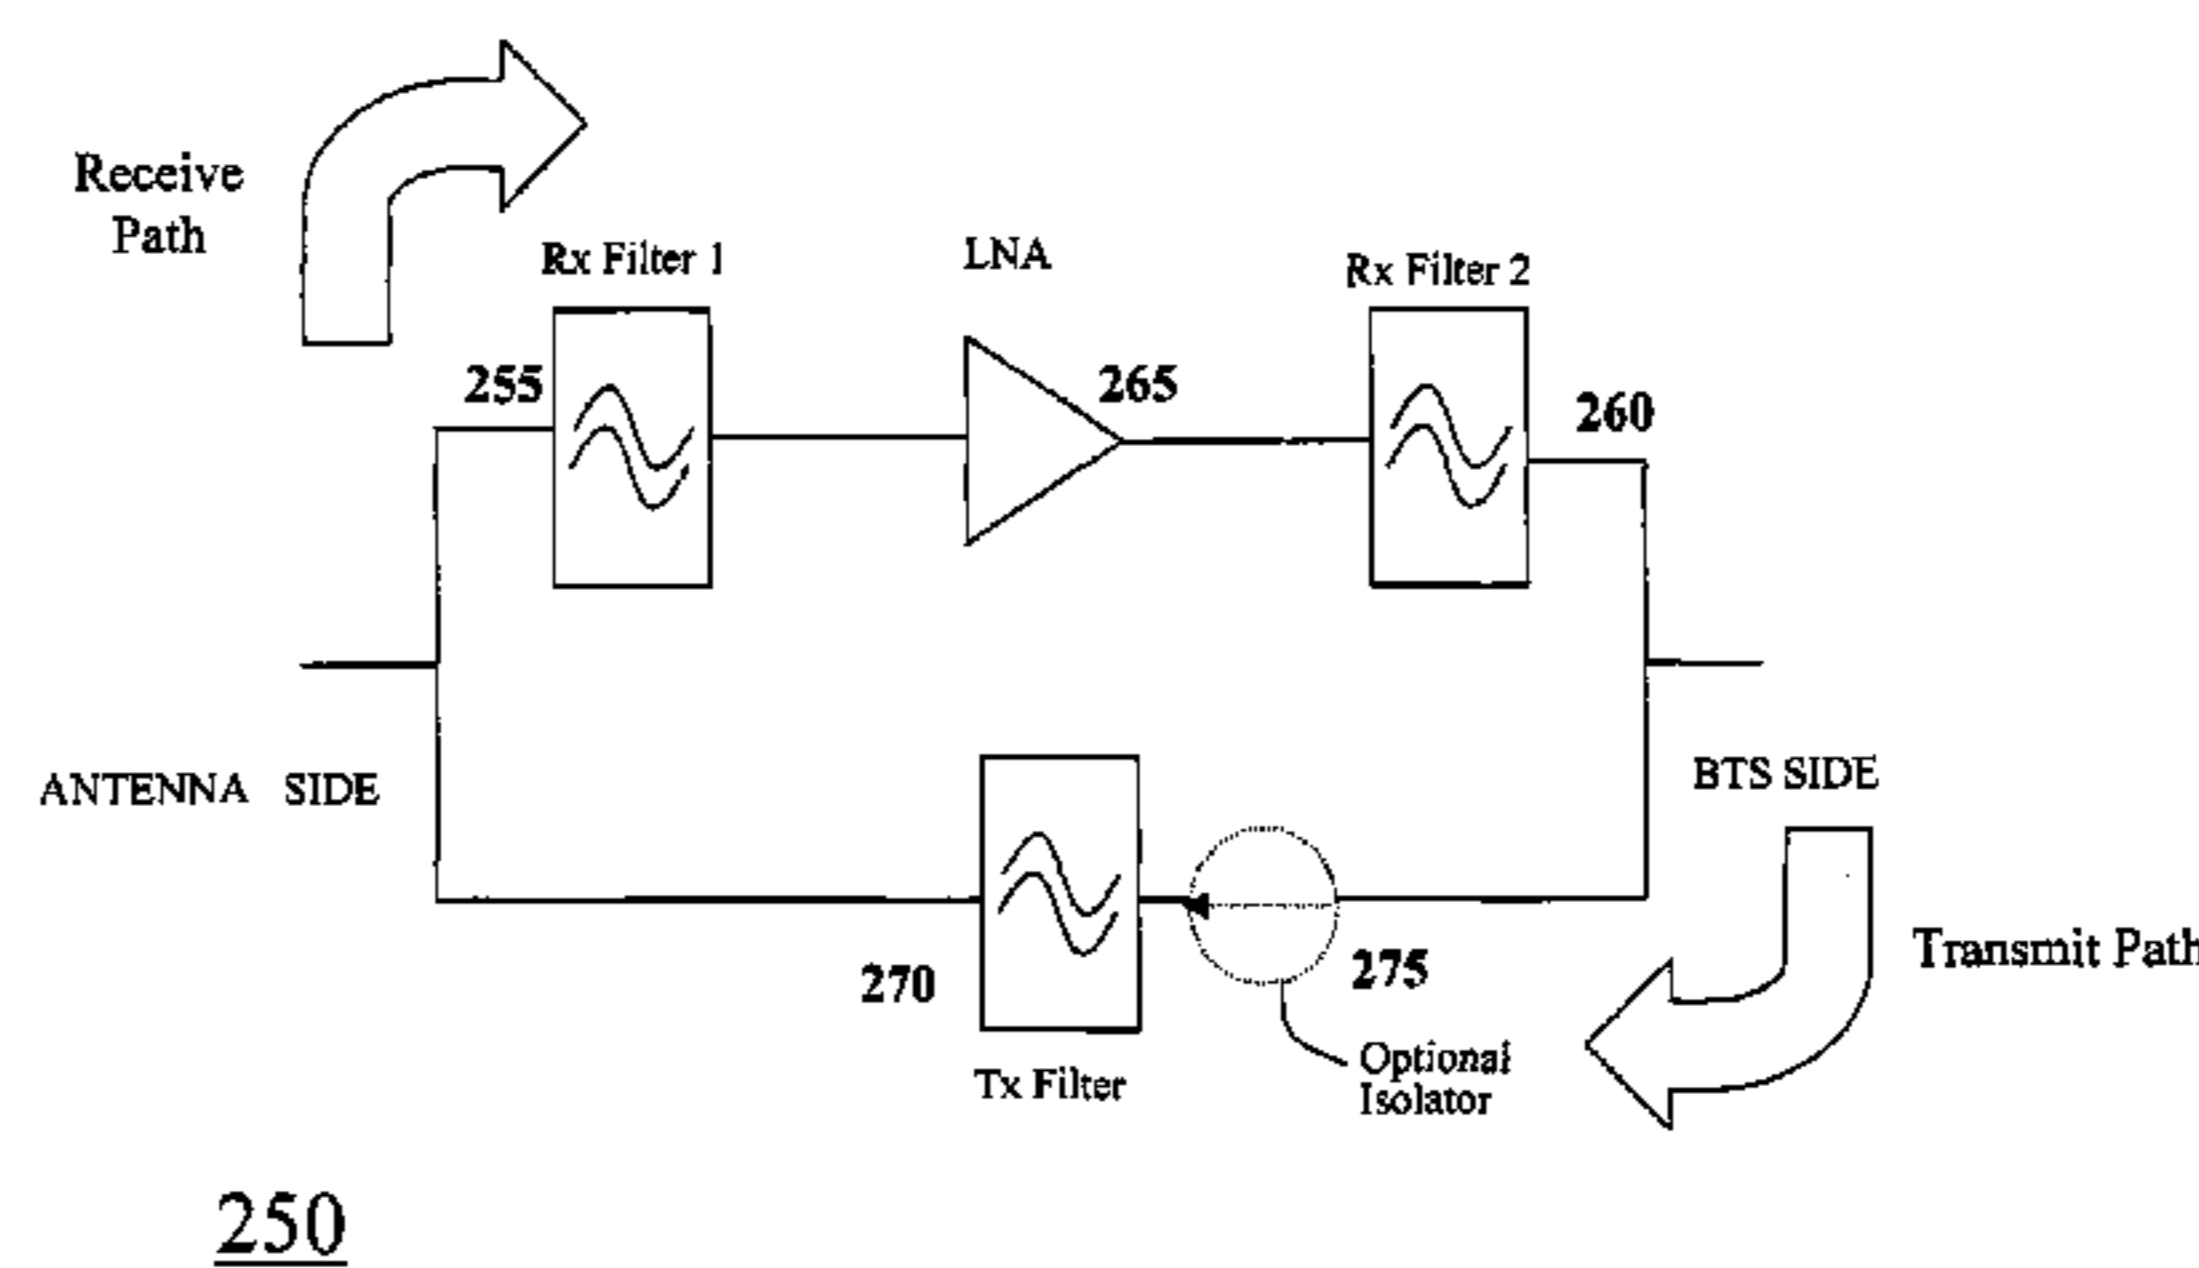 Receive
Path
Rx Filter 1
LNA
Rx Filter 2
255
265
260
ANTENNA SIDE
BTS SIDE
270
275
Transmit Path
Tx Filter
Optional
Isolator
250